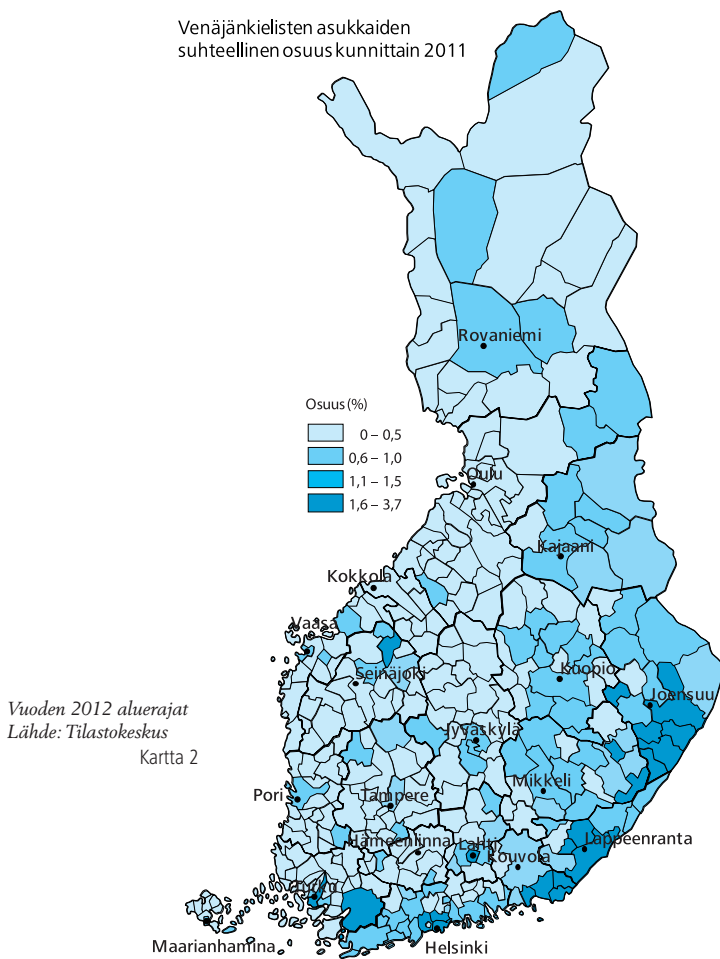 Venäjänkielisten asukkaiden
suhteellinen osuus kunnittain 2011
Rovaniemi
Osuus (%)
0 – 0,5
0,6 – 1,0
1,1 – 1,5
1,6 – 3,7
Oulu
Kajaani
Kokkola
Vaasa
Seinäjoki
Kuopio
Joensuu
Vuoden 2012 aluerajat
Lähde: Tilastokeskus
Kartta 2
Jyväskylä
Mikkeli
Pori
Tampere
Hämeenlinna
Lahti
Kouvola
Lappeenranta
Turku
Maarianhamina
Helsinki